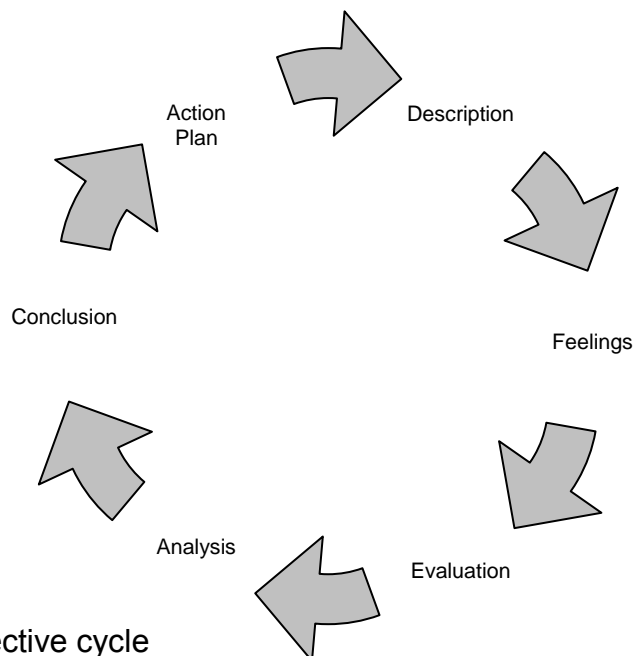 Action
Plan
Description
Conclusion
Feelings
Analysis
Evaluation
ective cycle